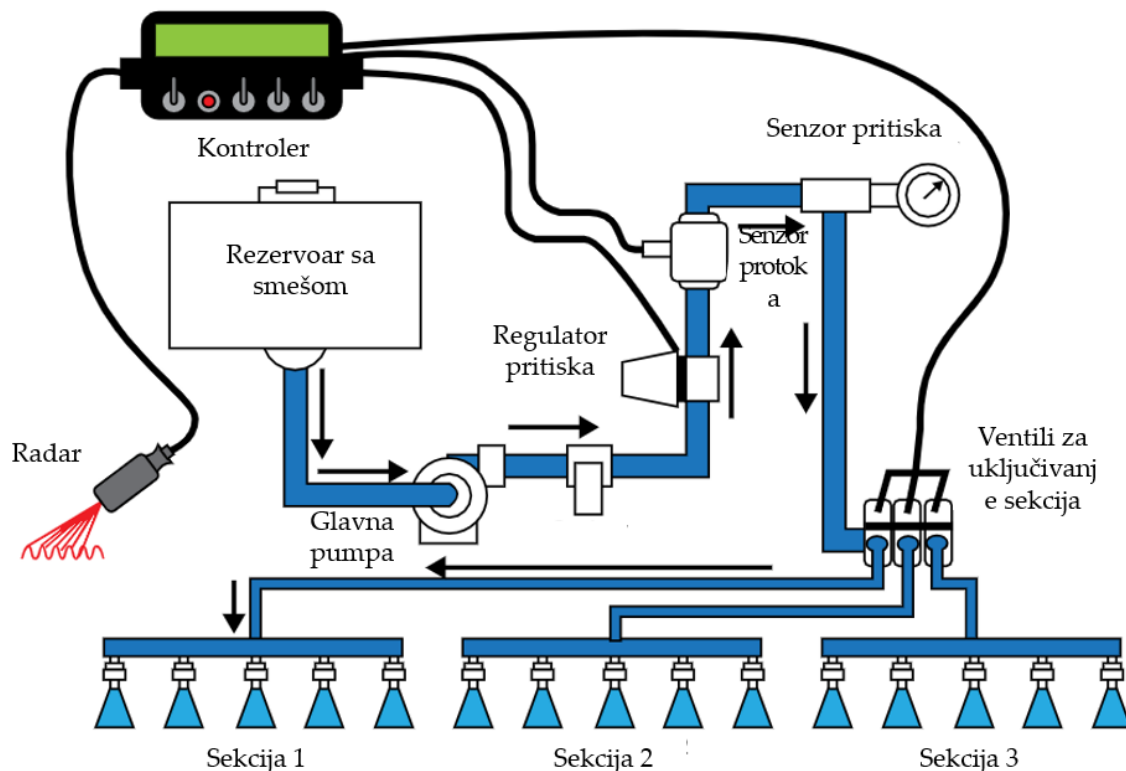 Kontroler
Senzor pritiska
Rezervoar sa
smešom
Senzor
protok
a
Regulator
pritiska
Radar
Ventili za
uključivanj
e sekcija
Glavna
pumpa
Sekcija 1
Sekcija 2
Sekcija 3